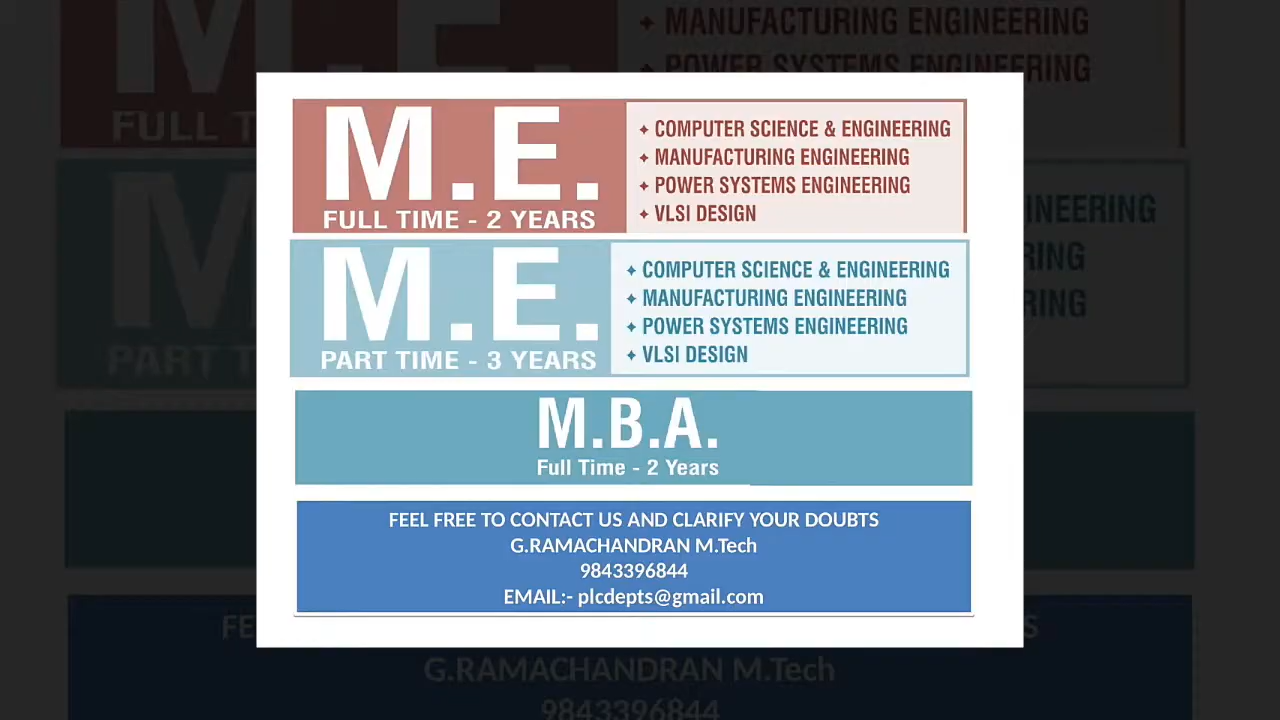 M.E.
FULL TIME - 2 YEARS
✦ COMPUTER SCIENCE & ENGINEERING
✦ MANUFACTURING ENGINEERING
✦ POWER SYSTEMS ENGINEERING
✦ VLSI DESIGN
M.E.
PART TIME - 3 YEARS
✦ COMPUTER SCIENCE & ENGINEERING
✦ MANUFACTURING ENGINEERING
✦ POWER SYSTEMS ENGINEERING
✦ VLSI DESIGN
M.B.A.
Full Time - 2 Years
FEEL FREE TO CONTACT US AND CLARIFY YOUR DOUBTS
G.RAMACHANDRAN M.Tech
9843396844
EMAIL:- plcdepts@gmail.com